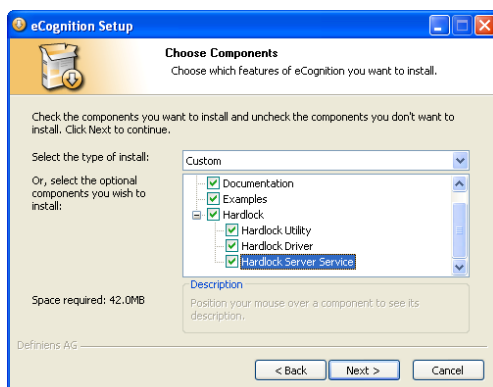 eCognition Setup
Choose Components
Choose which features of eCognition you want to install.
Check the components you want to install and uncheck the components you don't want to
install. Click Next to continue.
Select the type of install:
Custom
Or, select the optional
components you wish to
install:
Documentation
Examples
Hardlock
Hardlock Utility
Hardlock Driver
Hardlock Server Service
Space required: 42.0MB
Description
Position your mouse over a component to see its
description.
Definiens AG
< Back
Next >
Cancel